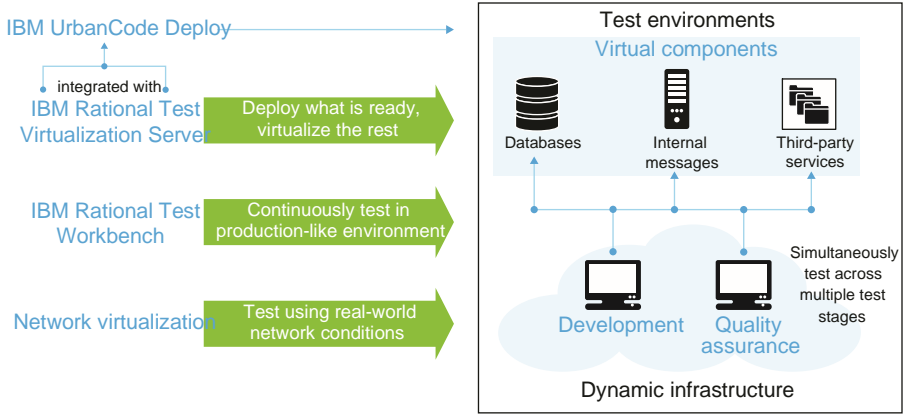 IBM UrbanCode Deploy
integrated with
IBM Rational Test
Virtualization Server
Deploy what is ready,
virtualize the rest
IBM Rational Test
Workbench
Continuously test in
production-like environment
Network virtualization
Test using real-world
network conditions
Test environments
Virtual components
Databases
Internal
messages
Third-party
services
Simultaneously
test across
multiple test
stages
Development
Quality
assurance
Dynamic infrastructure